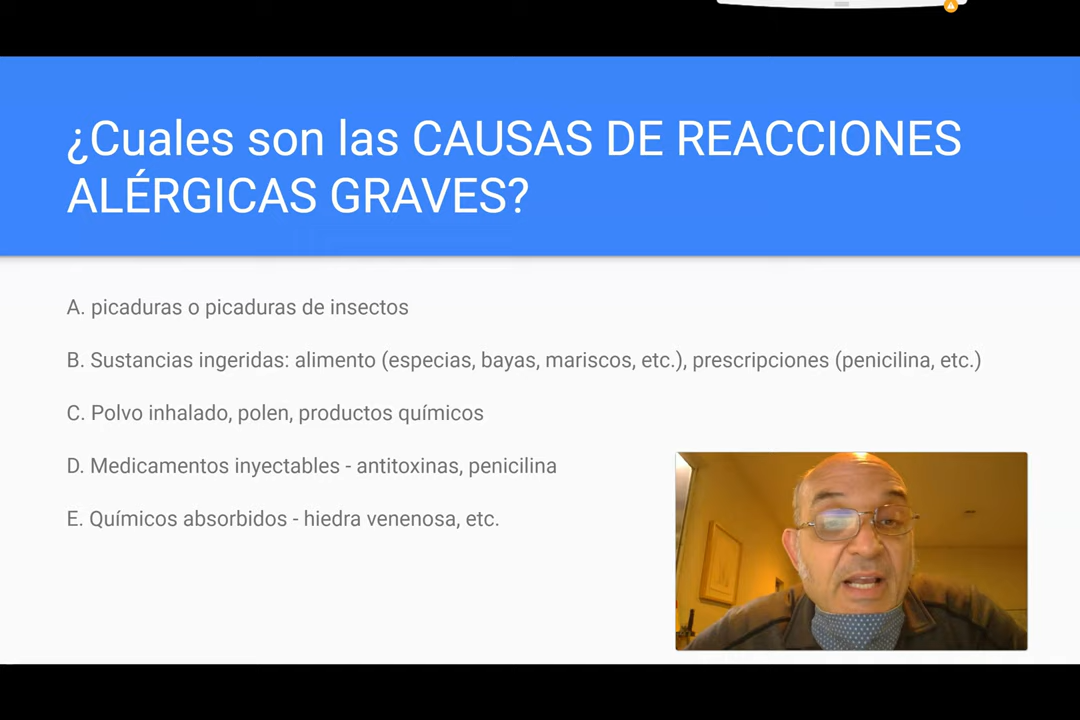 ¿Cuales son las CAUSAS DE REACCIONES
ALÉRGICAS GRAVES?
A. picaduras o picaduras de insectos
B. Sustancias ingeridas: alimento (especias, bayas, mariscos, etc.), prescripciones (penicilina, etc.)
C. Polvo inhalado, polen, productos químicos
D. Medicamentos inyectables - antitoxinas, penicilina
E. Químicos absorbidos - hiedra venenosa, etc.